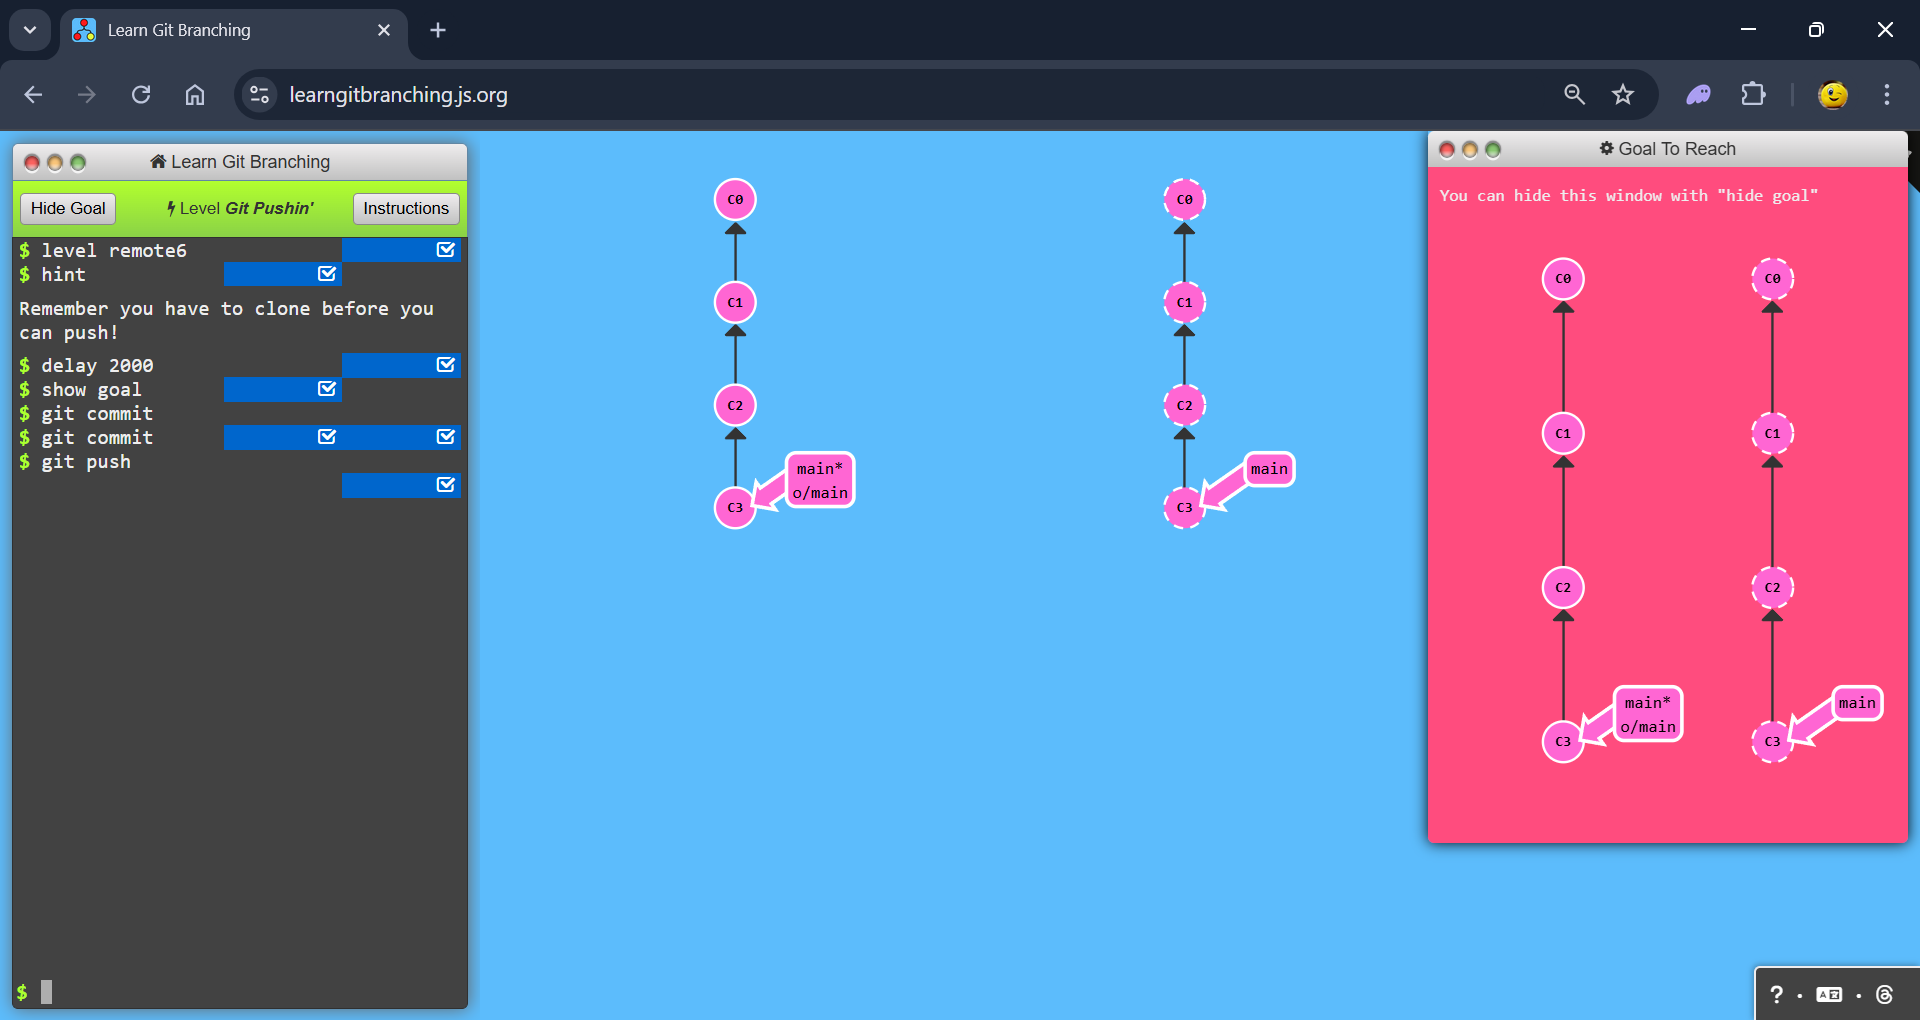 Learn Git Branching
learngitbranching.js.org
Learn Git Branching
Hide Goal
Level Git Pushin'
Instructions
$ level remote6
$ hint
Remember you have to clone before you
can push!
$ delay 2000
$ show goal
$ git commit
$ git commit
$ git push
$
C0
C1
C2
C3
main*
o/main
C0
C1
C2
C3
main
Goal To Reach
You can hide this window with "hide goal"
C0
C1
C2
C3
main*
o/main
C0
C1
C2
C3
main
?